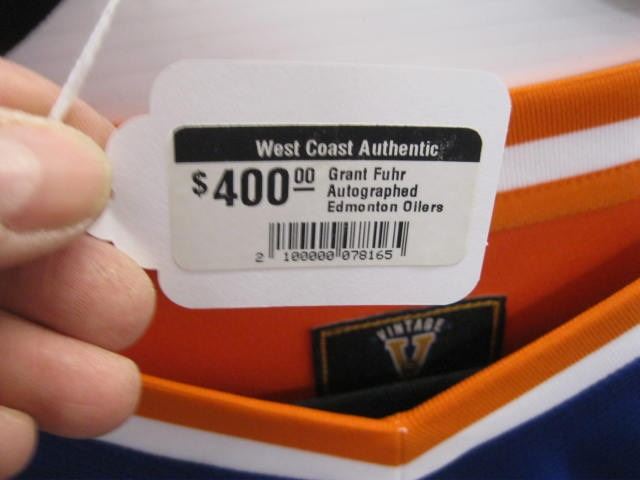 West Coast Authentic
$400.00 Grant Fuhr
Autographed
Edmonton Oilers
2 100000 078165
VINTAGE
V